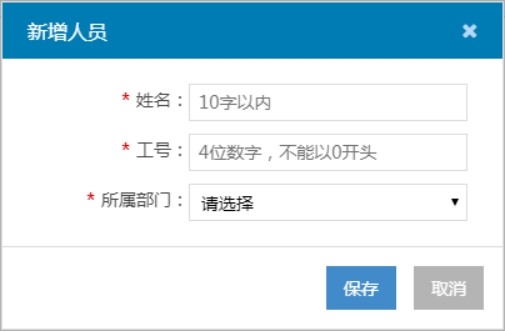 新增人员
* 姓名：10字以内
* 工号：4位数字，不能以0开头
* 所属部门：请选择
保存 取消